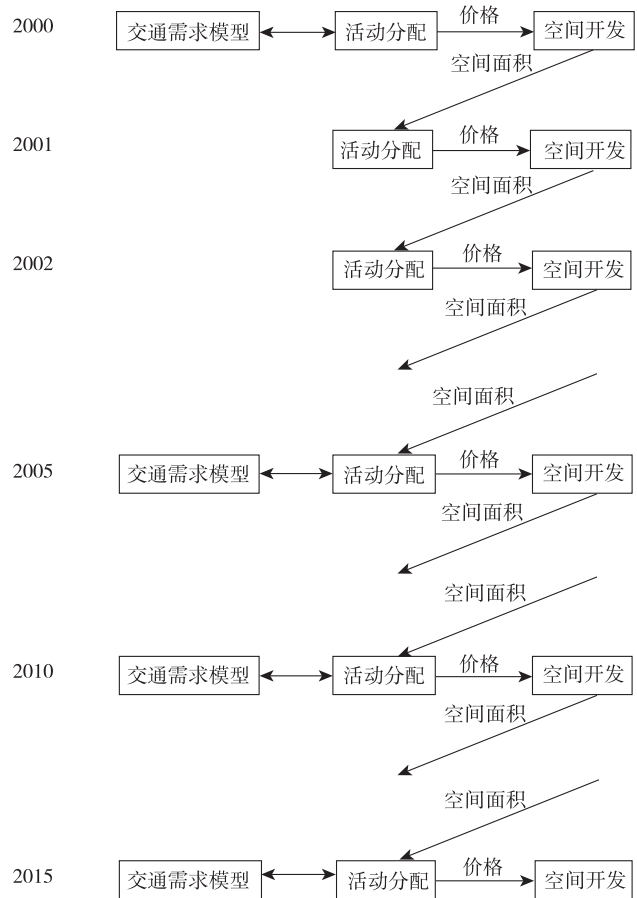 2000 交通需求模型 活动分配 价格 空间开发
空间面积
2001 活动分配 价格 空间开发
空间面积
2002 活动分配 价格 空间开发
空间面积
空间面积
2005 交通需求模型 活动分配 价格 空间开发
空间面积
空间面积
2010 交通需求模型 活动分配 价格 空间开发
空间面积
空间面积
2015 交通需求模型 活动分配 价格 空间开发